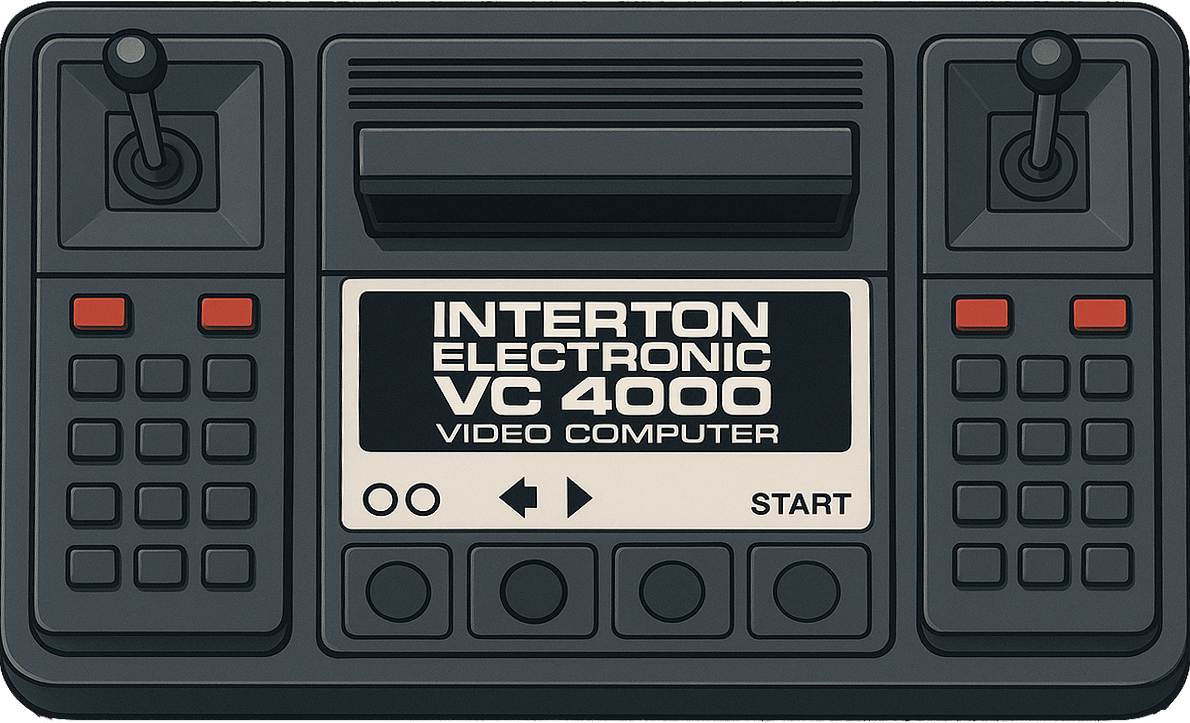 INTERTON
ELECTRONIC
VC 4000
VIDEO COMPUTER
START